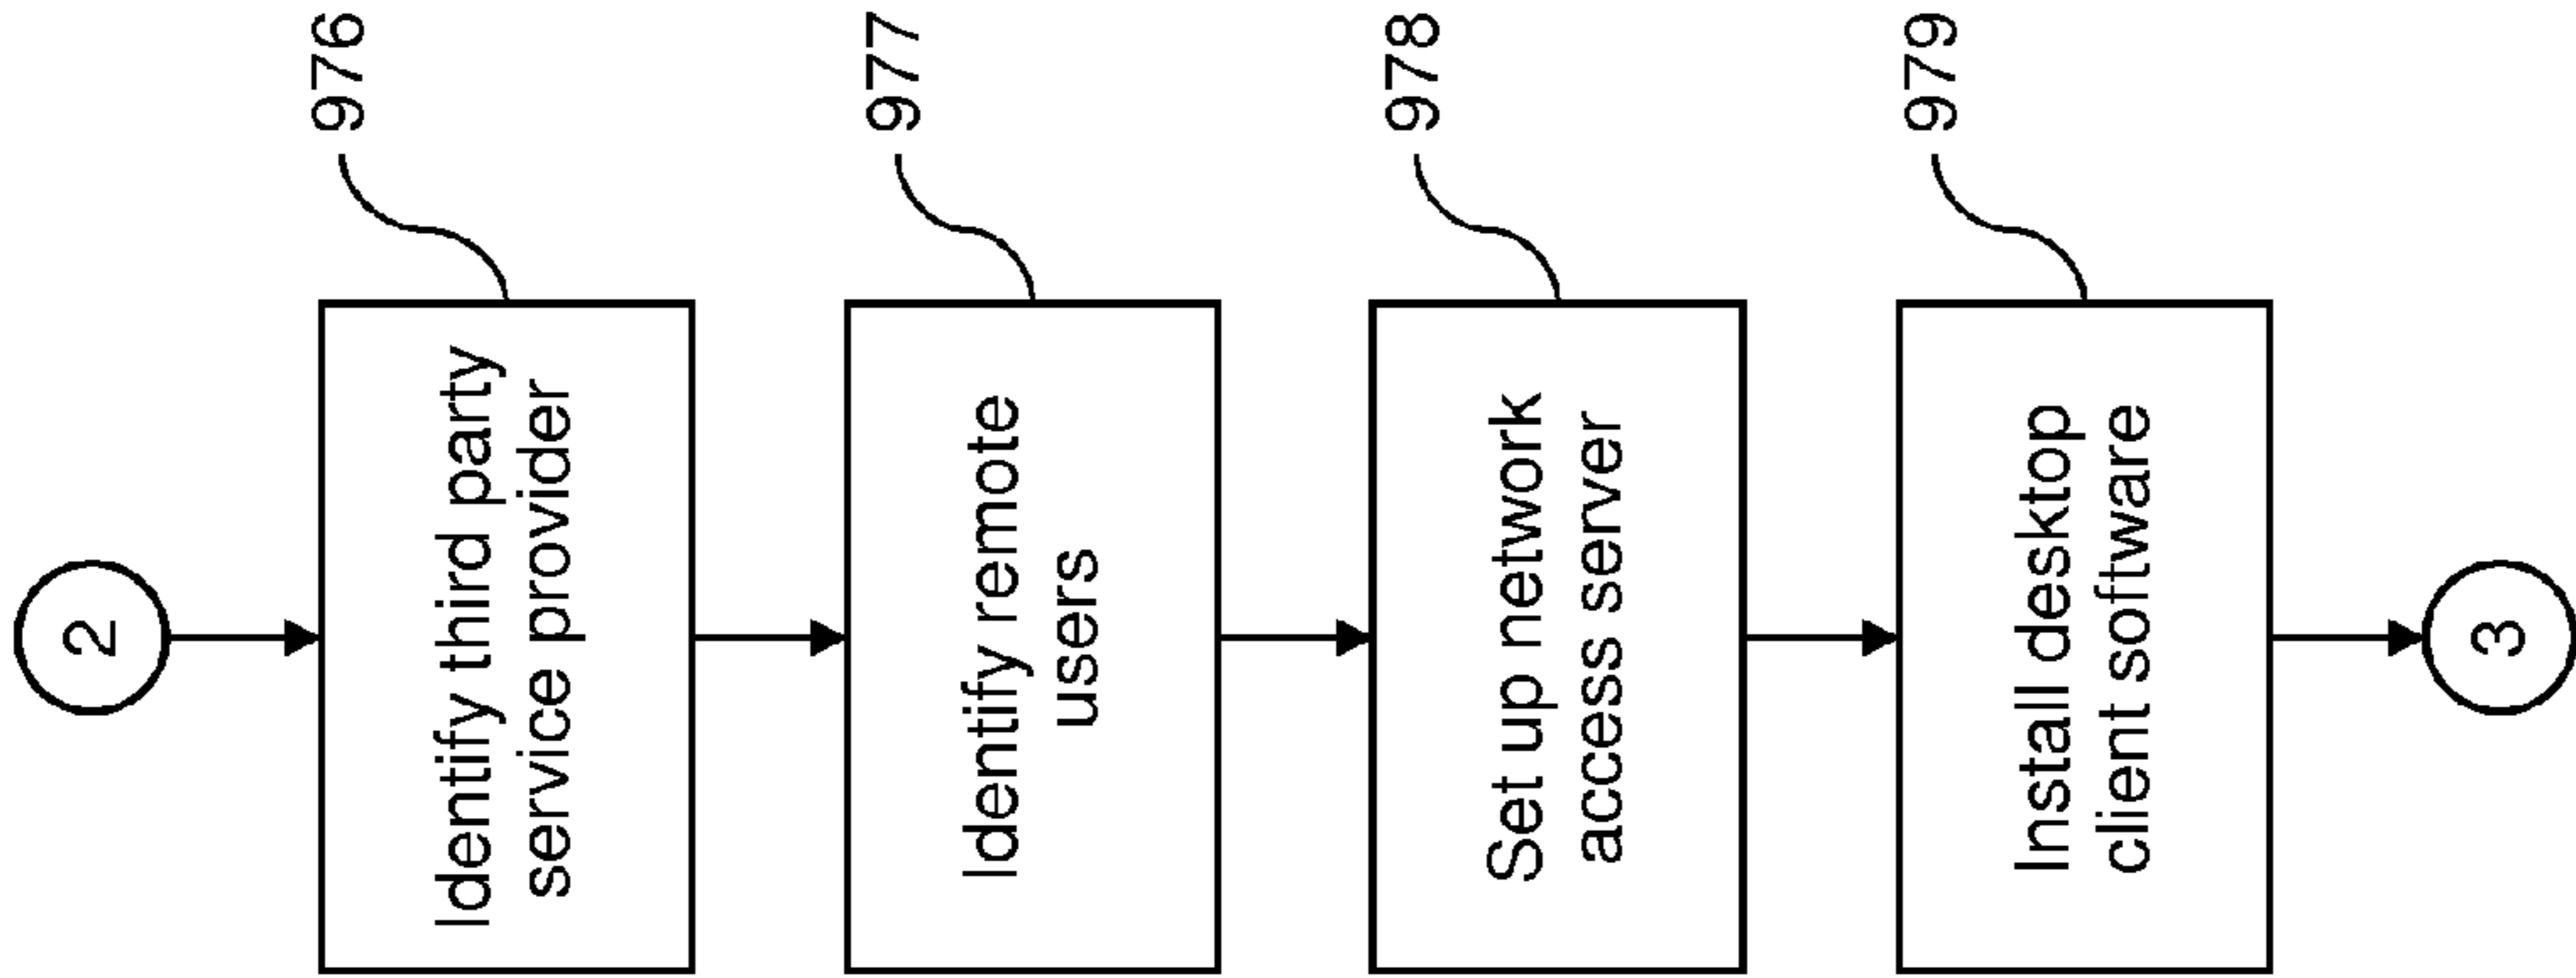 2
976
Identify third party
service provider
977
Identify remote
users
978
Set up network
access server
979
Install desktop
client software
3